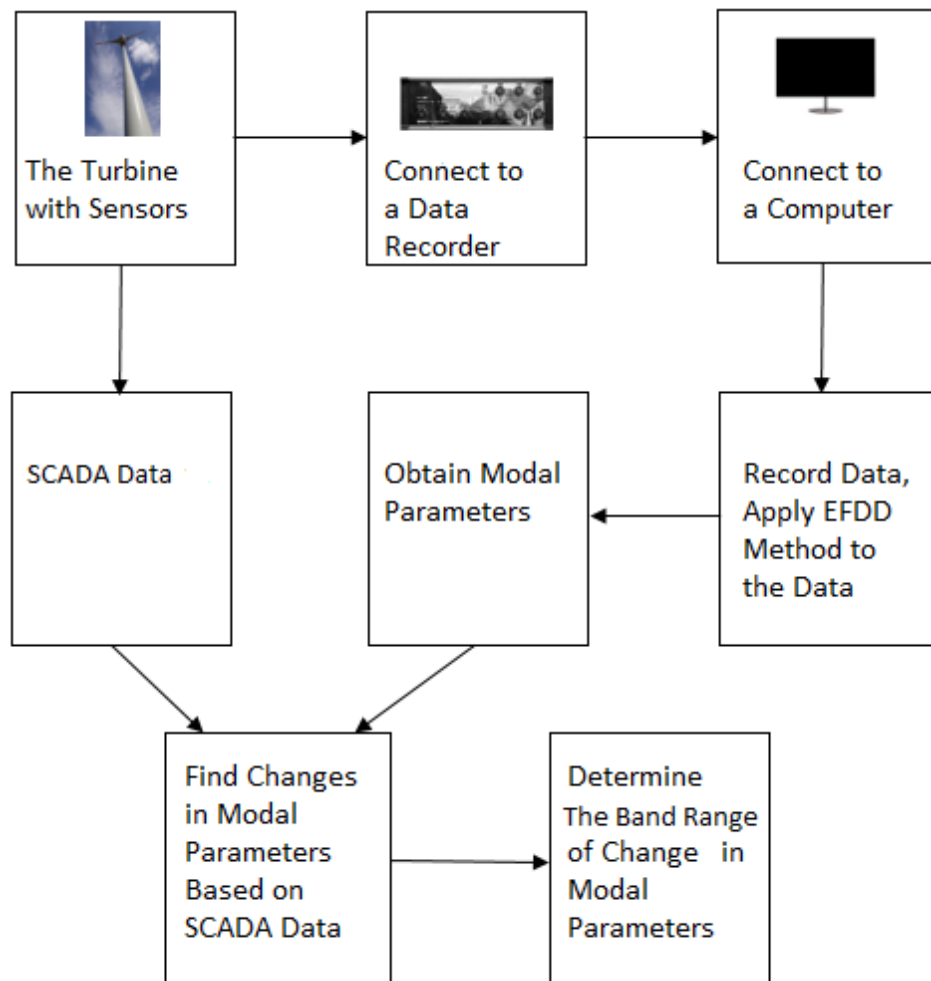 The Turbine
with Sensors
Connect to
a Data
Recorder
Connect to
a Computer
SCADA Data
Obtain Modal
Parameters
Record Data,
Apply EFDD
Method to
the Data
Find Changes
in Modal
Parameters
Based on
SCADA Data
Determine
The Band Range
of Change in
Modal
Parameters